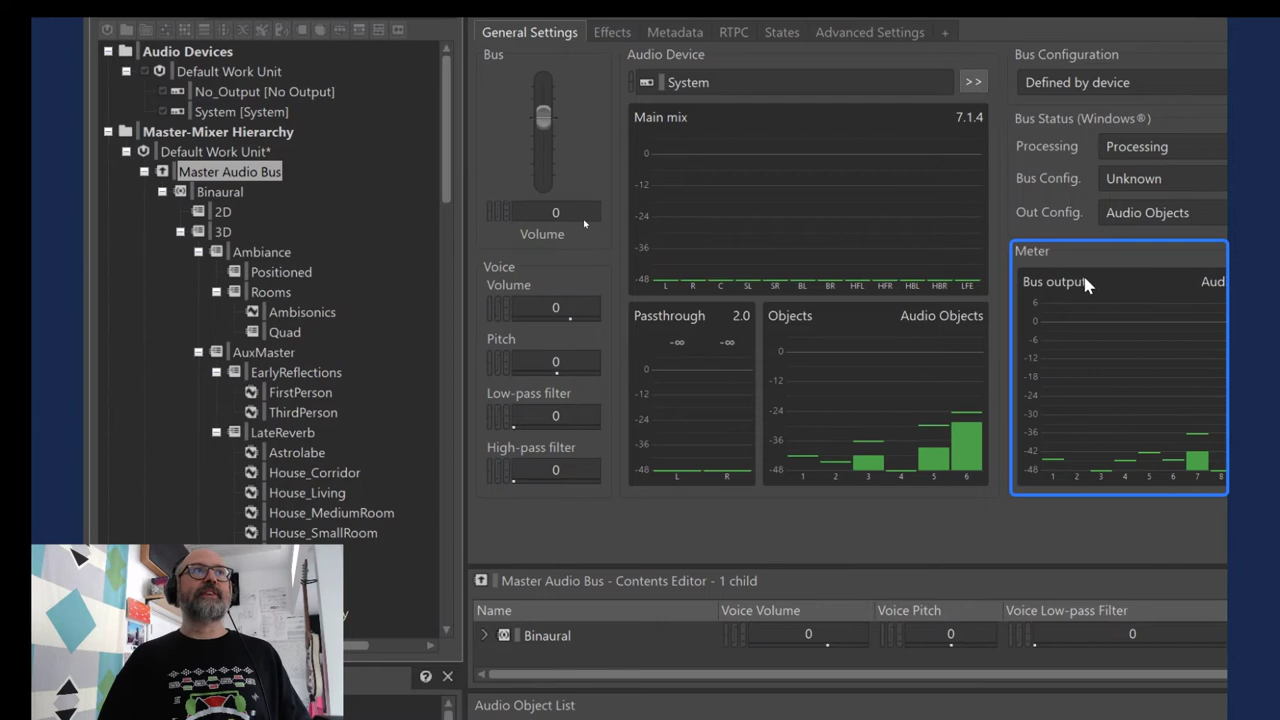 Audio Devices
Default Work Unit
No_Output [No Output]
System [System]
Master-Mixer Hierarchy
Default Work Unit*
Master Audio Bus
Binaural
2D
3D
Ambiance
Positioned
Rooms
Ambisonics
Quad
AuxMaster
EarlyReflections
FirstPerson
ThirdPerson
LateReverb
Astrolabe
House_Corridor
House_Living
House_MediumRoom
House_SmallRoom
General Settings Effects Metadata RTPC States Advanced Settings +
Bus
0
Volume
Voice
Volume
0
Pitch
0
Low-pass filter
0
High-pass filter
0
Audio Device
System >>
Main mix 7.1.4
0
-12
-24
-36
-48
L R C SL SR BL BR HFL HFR HBL HBR LFE
Passthrough 2.0
-∞ -∞
0
-12
-24
-36
-48
L R
Objects Audio Objects
0
-12
-24
-36
-48
1 2 3 4 5 6
Bus Configuration
Defined by device
Bus Status (Windows®)
Processing Processing
Bus Config. Unknown
Out Config. Audio Objects
Meter
Bus output Aud
6
0
-6
-12
-18
-24
-30
-36
-42
-48
1 2 3 4 5 6 7 8
Master Audio Bus - Contents Editor - 1 child
Name Voice Volume Voice Pitch Voice Low-pass Filter
Binaural 0 0 0
Audio Object List